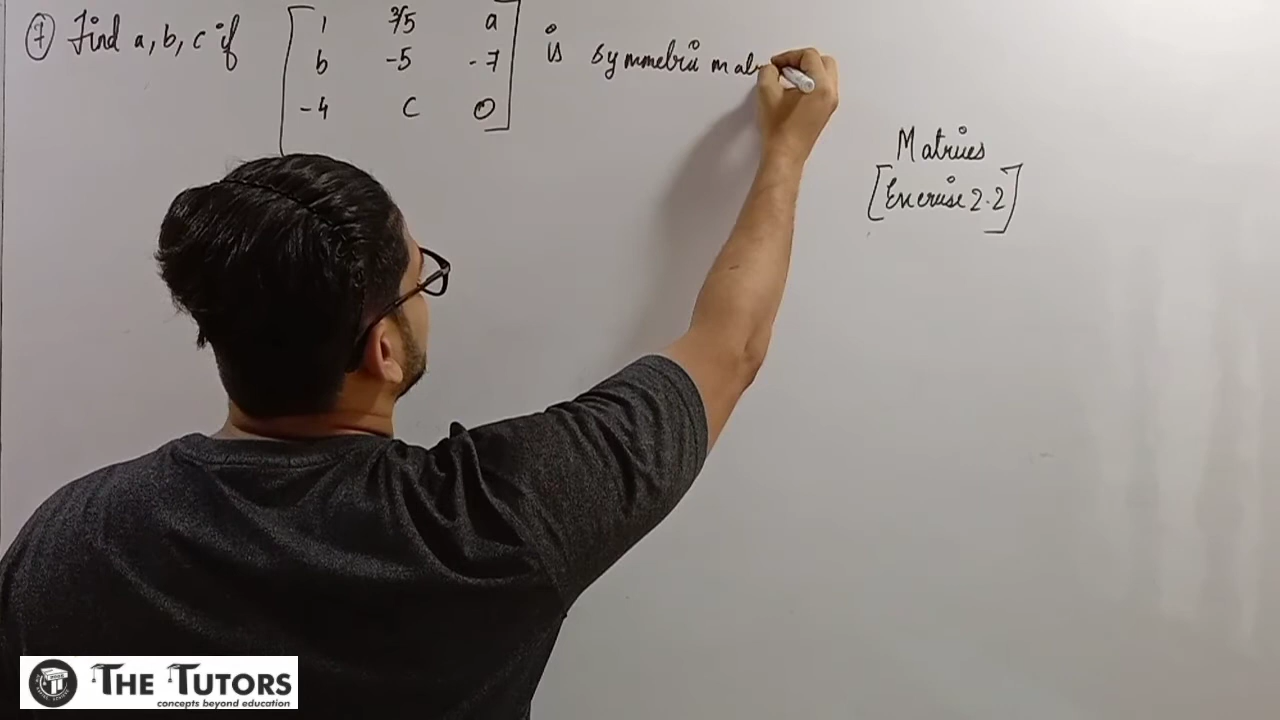 7 Find a, b, c if
1 3/5 a
b -5 -7
-4 C 0
is symmetric mat
Matrices
[Exercise 2.2]
THE TUTORS
concepts beyond education